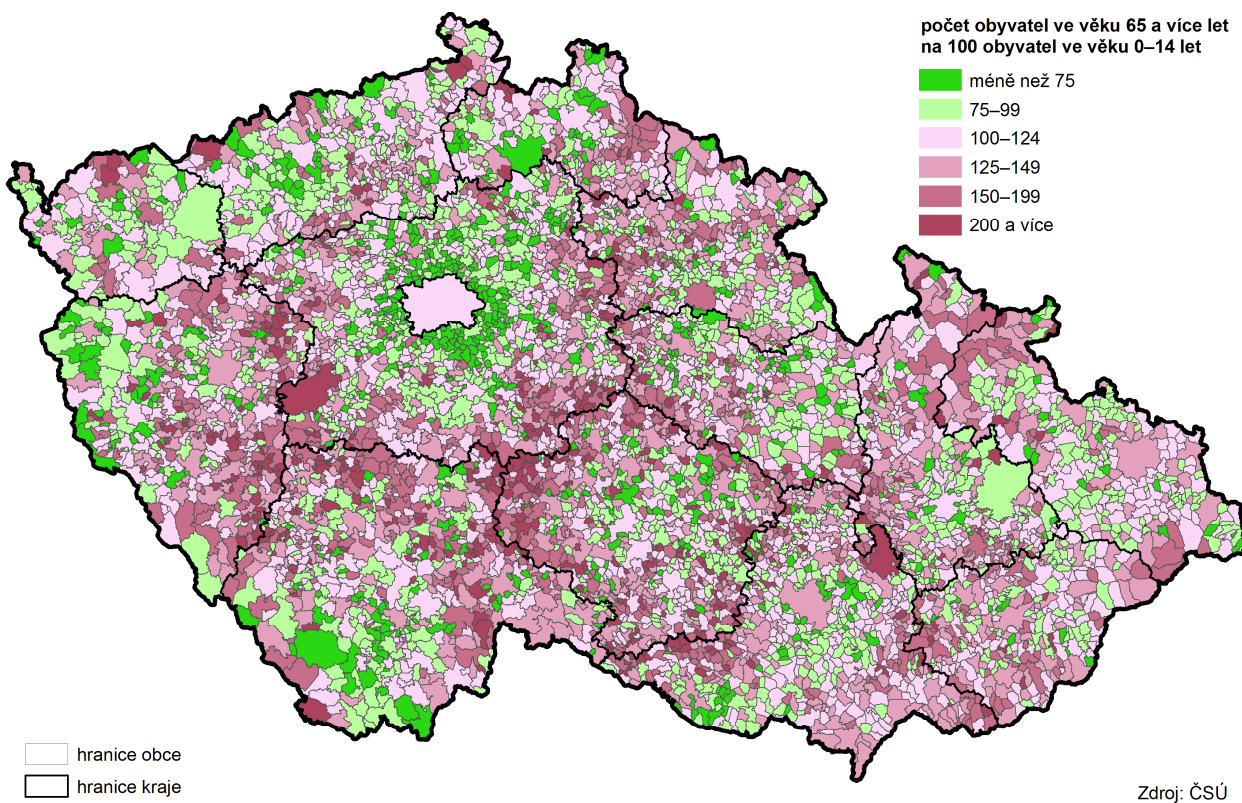 počet obyvatel ve věku 65 a více let
na 100 obyvatel ve věku 0–14 let
méně než 75
75–99
100–124
125–149
150–199
200 a více
hranice obce
hranice kraje
Zdroj: ČSÚ